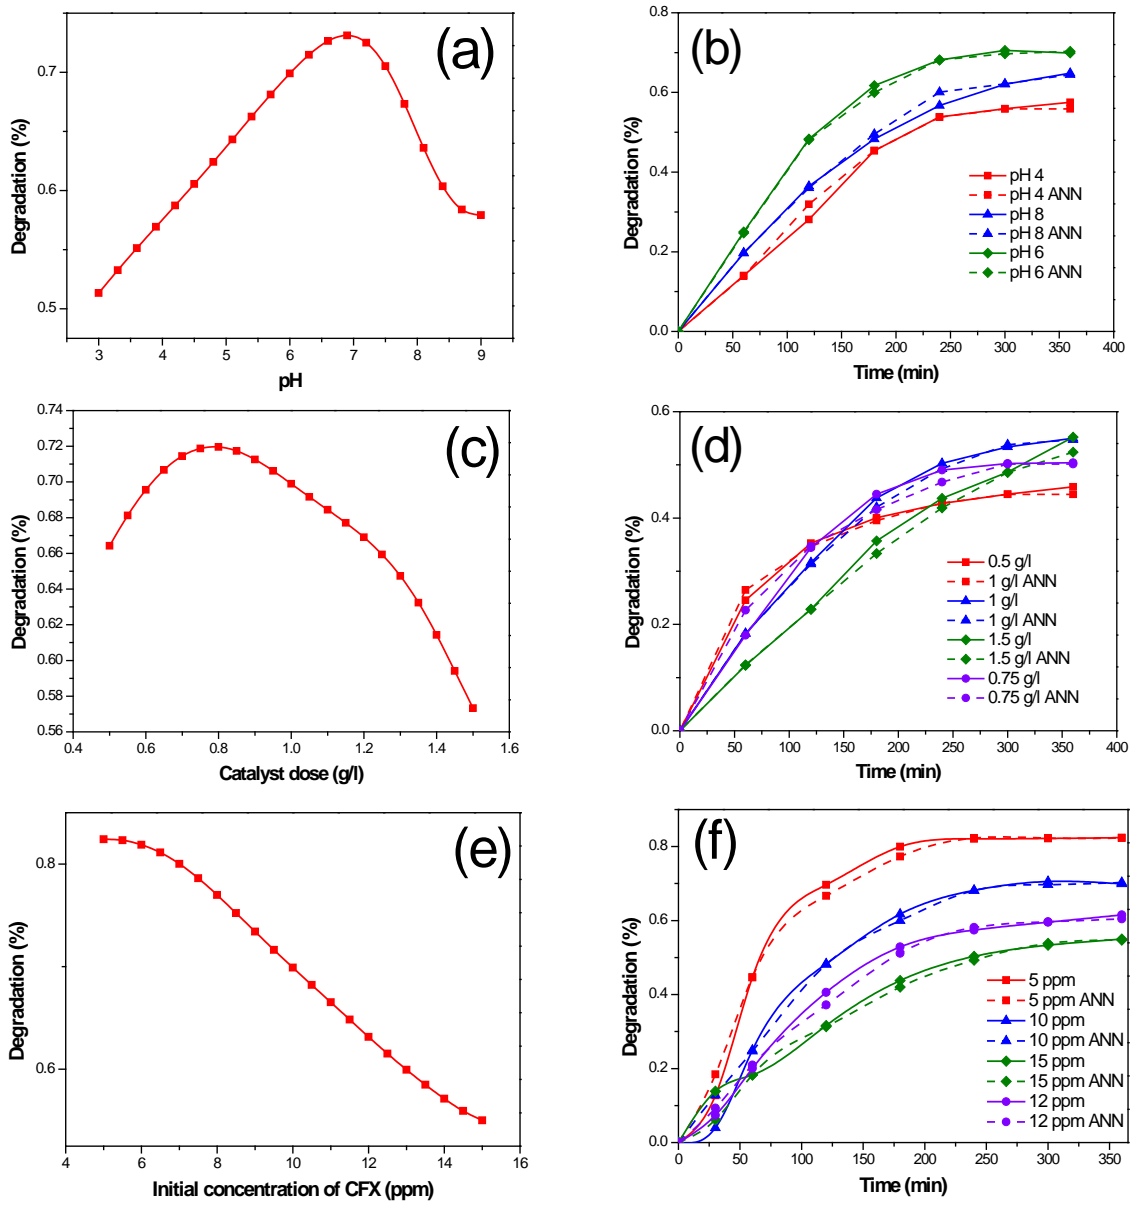 (a)
0.7
0.6
0.5
Degradation (%)
3 4 5 6 7 8 9
pH
(b)
0.8
0.6
0.4
0.2
0.0
Degradation (%)
pH 4
pH 4 ANN
pH 8
pH 8 ANN
pH 6
pH 6 ANN
0 50 100 150 200 250 300 350 400
Time (min)
(c)
0.74
0.72
0.70
0.68
0.66
0.64
0.62
0.60
0.58
0.56
Degradation (%)
0.4 0.6 0.8 1.0 1.2 1.4 1.6
Catalyst dose (g/l)
(d)
0.6
0.4
0.2
0.0
Degradation (%)
0.5 g/l
1 g/l ANN
1 g/l
1 g/l ANN
1.5 g/l
1.5 g/l ANN
0.75 g/l
0.75 g/l ANN
0 50 100 150 200 250 300 350 400
Time (min)
(e)
0.8
0.6
Degradation (%)
4 6 8 10 12 14 16
Initial concentration of CFX (ppm)
(f)
0.8
0.6
0.4
0.2
0.0
Degradation (%)
5 ppm
5 ppm ANN
10 ppm
10 ppm ANN
15 ppm
15 ppm ANN
12 ppm
12 ppm ANN
0 50 100 150 200 250 300 350
Time (min)